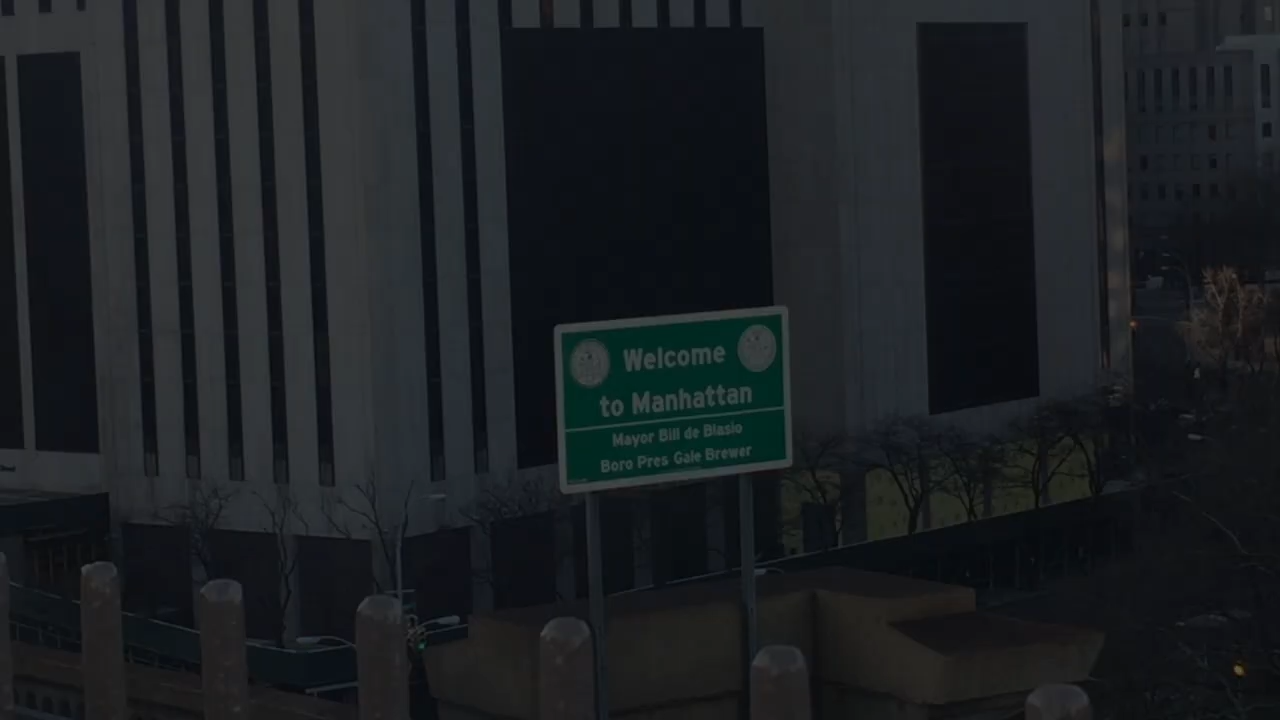 Welcome
to Manhattan
Mayor Bill de Blasio
Boro Pres Gale Brewer